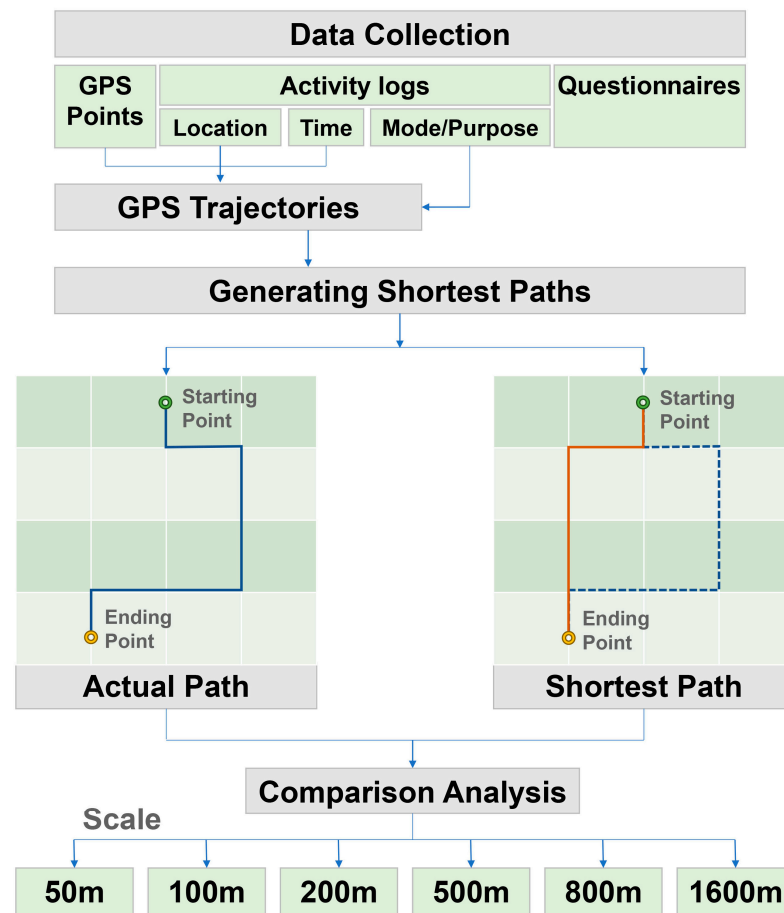 Data Collection
GPS
Points
Activity logs
Questionnaires
Location
Time
Mode/Purpose
GPS Trajectories
Generating Shortest Paths
Starting
Point
Ending
Point
Actual Path
Starting
Point
Ending
Point
Shortest Path
Comparison Analysis
Scale
50m
100m
200m
500m
800m
1600m